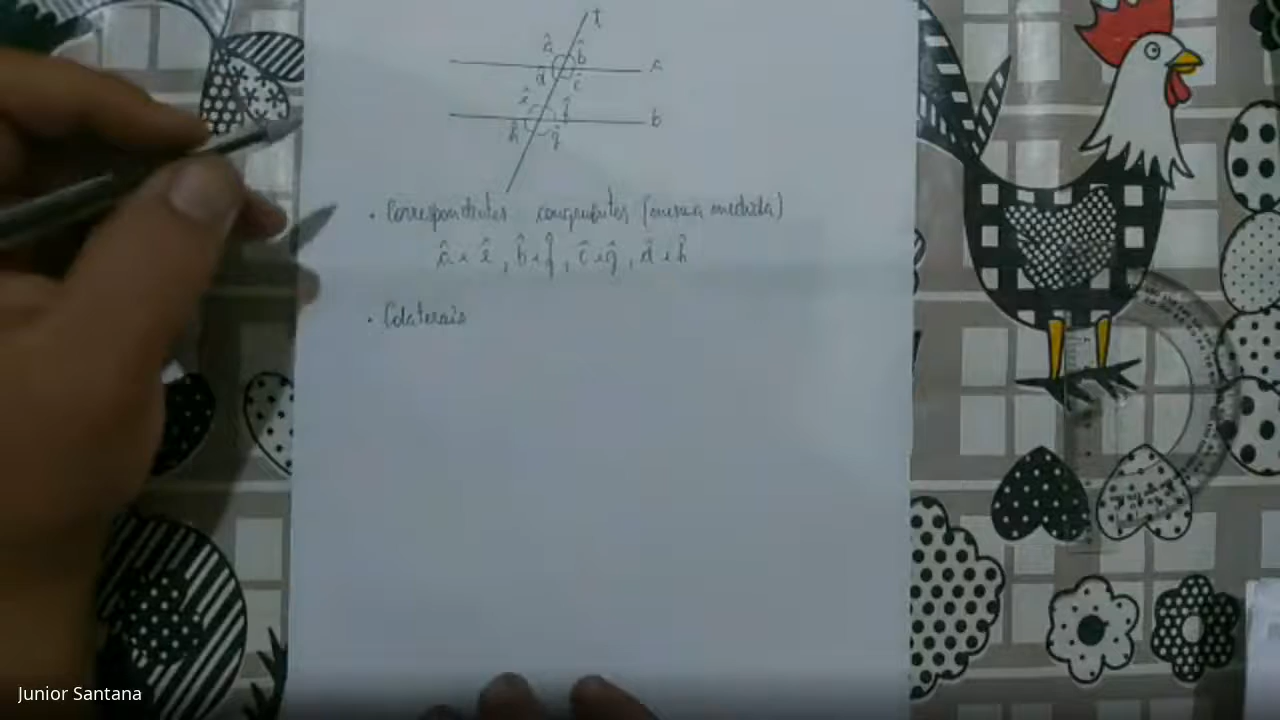 t
â b̂
a
d̂ ĉ
ê f̂
b
ĥ ĝ
• Correspondentes congruentes (mesma medida)
â e ê, b̂ e f̂, ĉ e ĝ, d̂ e ĥ
• Colaterais
Junior Santana